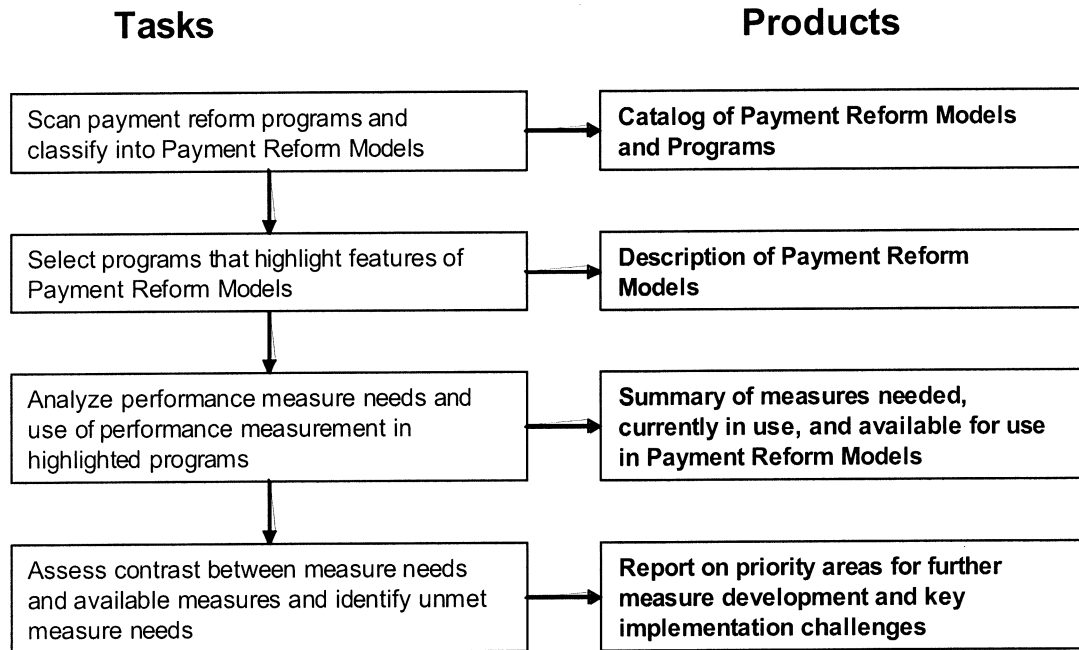 Tasks
Products
Scan payment reform programs and
classify into Payment Reform Models
Catalog of Payment Reform Models
and Programs
Select programs that highlight features of
Payment Reform Models
Description of Payment Reform
Models
Analyze performance measure needs and
use of performance measurement in
highlighted programs
Summary of measures needed,
currently in use, and available for use
in Payment Reform Models
Assess contrast between measure needs
and available measures and identify unmet
measure needs
Report on priority areas for further
measure development and key
implementation challenges